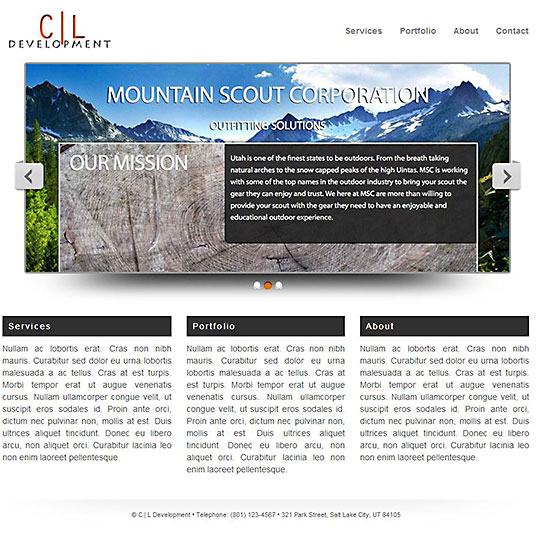 C|L
DEVELOPMENT
Services Portfolio About Contact
MOUNTAIN SCOUT CORPORATION
OUTFITTING SOLUTIONS
OUR MISSION
Utah is one of the finest states to be outdoors. From the breath taking
natural arches to the snow capped peaks of the high Uintas. MSC is working
with some of the top names in the outdoor industry to bring your scout the
gear they can enjoy and trust. We here at MSC are more than willing to
provide your scout with the gear they need to have an enjoyable and
educational outdoor experience.
Services
Nullam ac lobortis erat. Cras non nibh
mauris. Curabitur sed dolor eu urna lobortis
malesuada a ac tellus. Cras at est turpis.
Morbi tempor erat ut augue venenatis
cursus. Nullam ullamcorper congue velit, ut
suscipit eros sodales id. Proin ante orci,
dictum nec pulvinar non, mollis at est. Duis
ultrices aliquet tincidunt. Donec eu libero
arcu, non aliquet orci. Curabitur lacinia leo
non enim laoreet pellentesque.
Portfolio
Nullam ac lobortis erat. Cras non
nibh mauris. Curabitur sed dolor eu
urna lobortis malesuada a ac tellus.
Cras at est turpis. Morbi tempor erat
ut augue venenatis cursus. Nullam
ullamcorper congue velit, ut suscipit
eros sodales id. Proin ante orci,
dictum nec pulvinar non, mollis at
est. Duis ultrices aliquet tincidunt.
Donec eu libero arcu, non aliquet
orci. Curabitur lacinia leo non enim
laoreet pellentesque.
About
Nullam ac lobortis erat. Cras non nibh
mauris. Curabitur sed dolor eu urna lobortis
malesuada a ac tellus. Cras at est turpis.
Morbi tempor erat ut augue venenatis
cursus. Nullam ullamcorper congue velit, ut
suscipit eros sodales id. Proin ante orci,
dictum nec pulvinar non, mollis at est. Duis
ultrices aliquet tincidunt. Donec eu libero
arcu, non aliquet orci. Curabitur lacinia leo
non enim laoreet pellentesque.
© C | L Development • Telephone: (801) 123-4567 • 321 Park Street, Salt Lake City, UT 84105